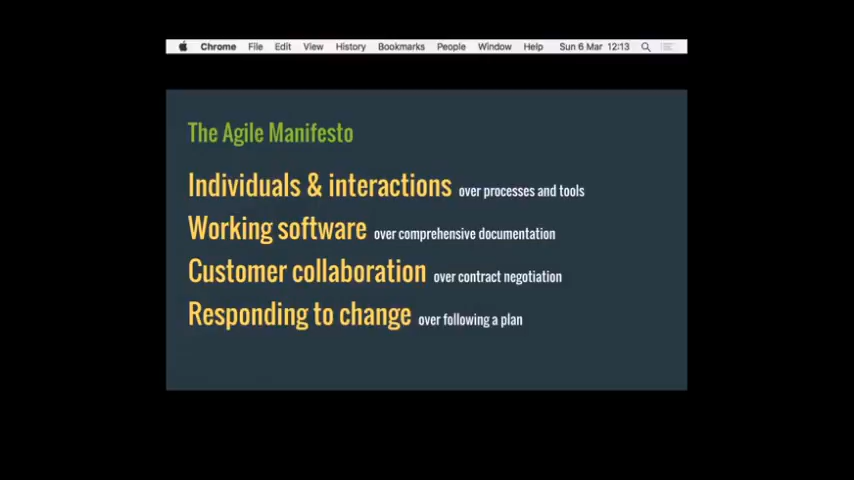 Chrome File Edit View History Bookmarks People Window Help Sun 6 Mar 12:13
The Agile Manifesto
Individuals & interactions over processes and tools
Working software over comprehensive documentation
Customer collaboration over contract negotiation
Responding to change over following a plan